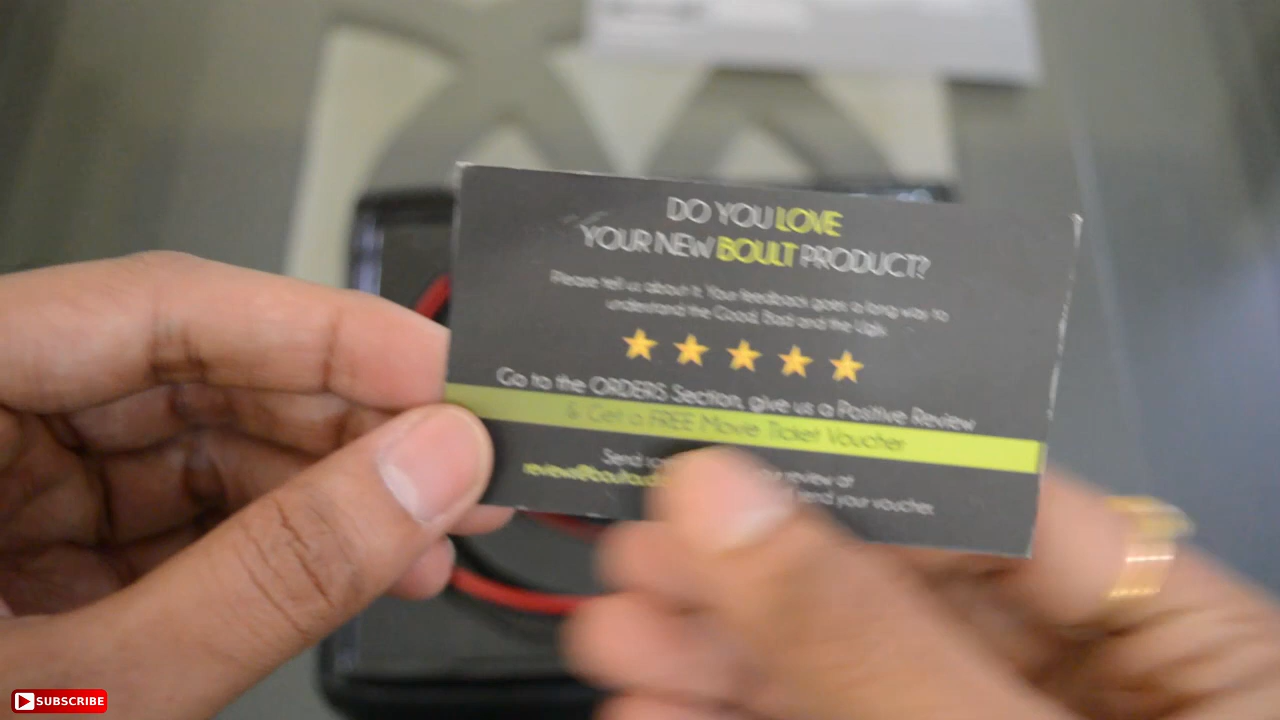 DO YOU LOVE
YOUR NEW BOULT PRODUCT?
Please tell us about it. Your feedback goes a long way to
understand the Good, Bad and the Ugly.
Go to the ORDERS Section, give us a Positive Review
& Get a FREE Movie Ticket Voucher
Send review at
your voucher.
SUBSCRIBE